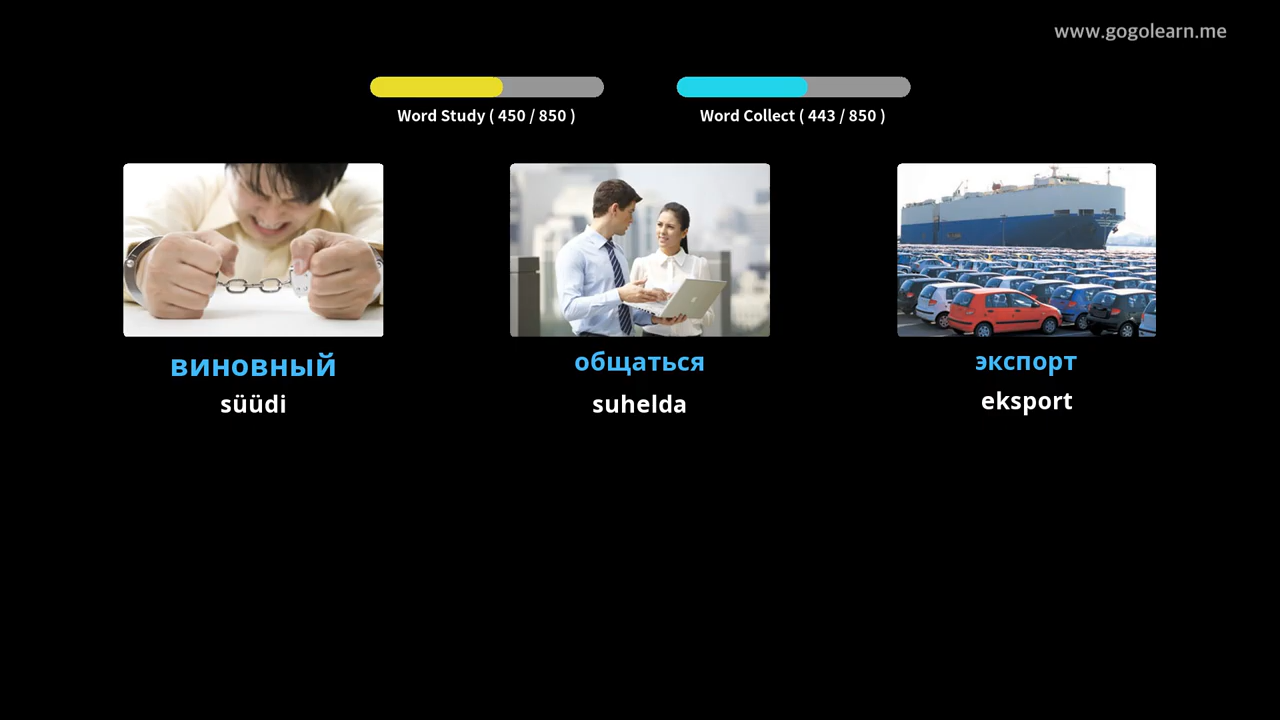 www.gogolearn.me
Word Study ( 450 / 850 )
Word Collect ( 443 / 850 )
виновный
süüdi
общаться
suhelda
экспорт
eksport